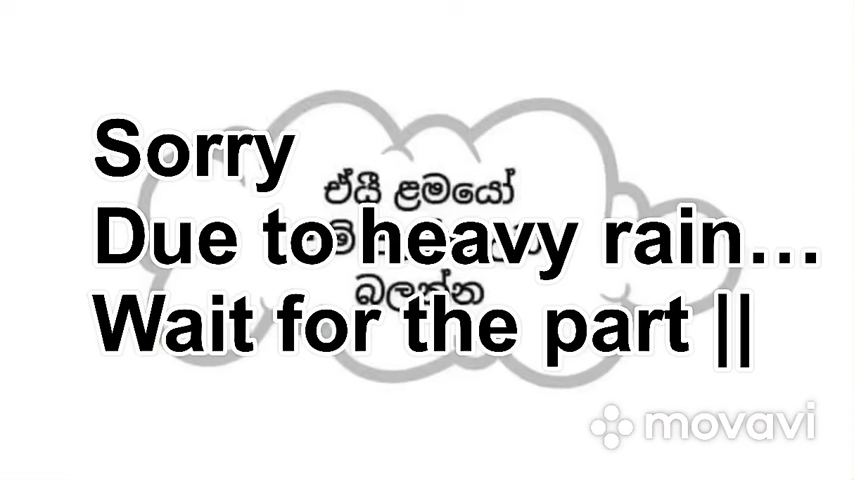 Sorry
ඒයී ළමයෝ
Due to heavy rain...
බලන්න
Wait for the part ||
movavi